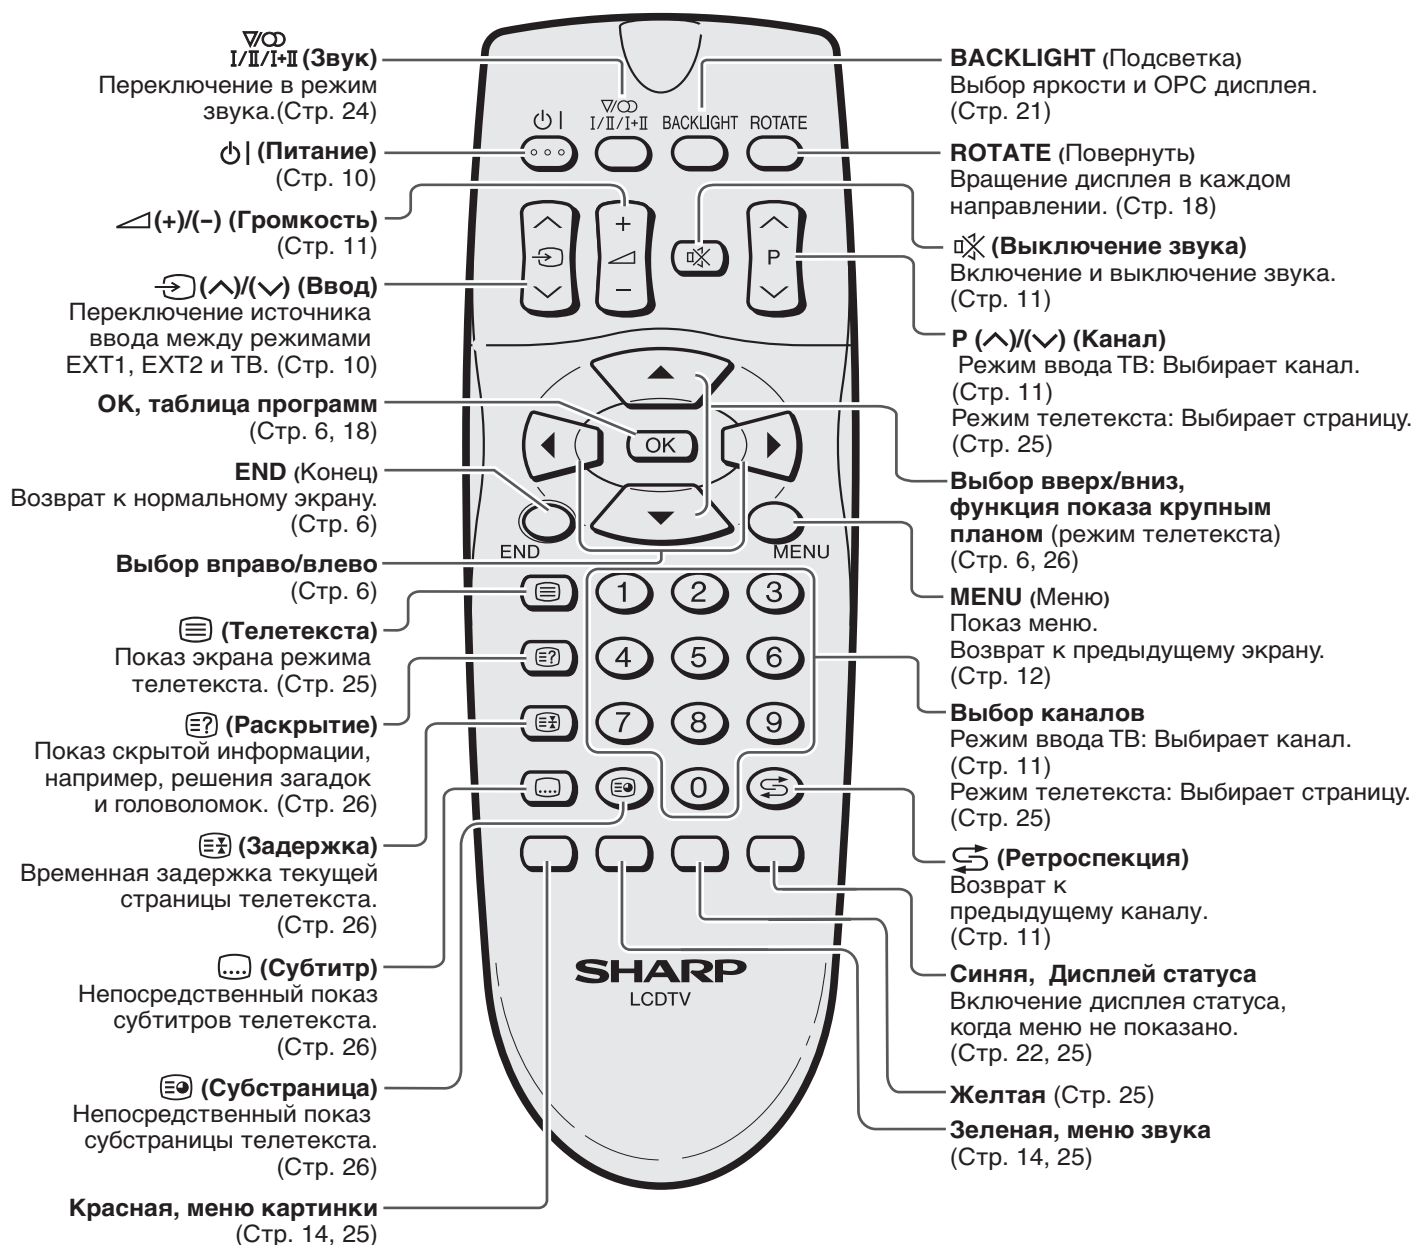 I/II/I+II (Звук)
Переключение в режим
звука.(Стр. 24)
⏻| (Питание)
(Стр. 10)
(+)/(−) (Громкость)
(Стр. 11)
(∧)/(∨) (Ввод)
Переключение источника
ввода между режимами
EXT1, EXT2 и ТВ. (Стр. 10)
OK, таблица программ
(Стр. 6, 18)
END (Конец)
Возврат к нормальному экрану.
(Стр. 6)
Выбор вправо/влево
(Стр. 6)
(Телетекста)
Показ экрана режима
телетекста. (Стр. 25)
(Раскрытие)
Показ скрытой информации,
например, решения загадок
и головоломок. (Стр. 26)
(Задержка)
Временная задержка текущей
страницы телетекста.
(Стр. 26)
(Субтитр)
Непосредственный показ
субтитров телетекста.
(Стр. 26)
(Субстраница)
Непосредственный показ
субстраницы телетекста.
(Стр. 26)
Красная, меню картинки
(Стр. 14, 25)
⏻ | I/II/I+II BACKLIGHT ROTATE
+
P
−
OK
END
MENU
1 2 3
4 5 6
7 8 9
0
SHARP
LCDTV
BACKLIGHT (Подсветка)
Выбор яркости и OPC дисплея.
(Стр. 21)
ROTATE (Повернуть)
Вращение дисплея в каждом
направлении. (Стр. 18)
(Выключение звука)
Включение и выключение звука.
(Стр. 11)
P (∧)/(∨) (Канал)
Режим ввода ТВ: Выбирает канал.
(Стр. 11)
Режим телетекста: Выбирает страницу.
(Стр. 25)
Выбор вверх/вниз,
функция показа крупным
планом (режим телетекста)
(Стр. 6, 26)
MENU (Меню)
Показ меню.
Возврат к предыдущему экрану.
(Стр. 12)
Выбор каналов
Режим ввода ТВ: Выбирает канал.
(Стр. 11)
Режим телетекста: Выбирает страницу.
(Стр. 25)
(Ретроспекция)
Возврат к
предыдущему каналу.
(Стр. 11)
Синяя, Дисплей статуса
Включение дисплея статуса,
когда меню не показано.
(Стр. 22, 25)
Желтая (Стр. 25)
Зеленая, меню звука
(Стр. 14, 25)